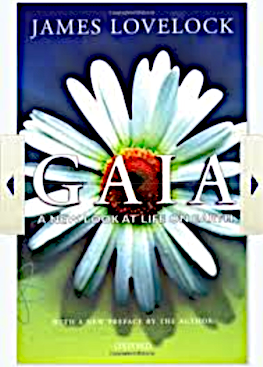 JAMES LOVELOCK
GAIA
A NEW LOOK AT LIFE ON EARTH
WITH A NEW PREFACE BY THE AUTHOR
OXFORD